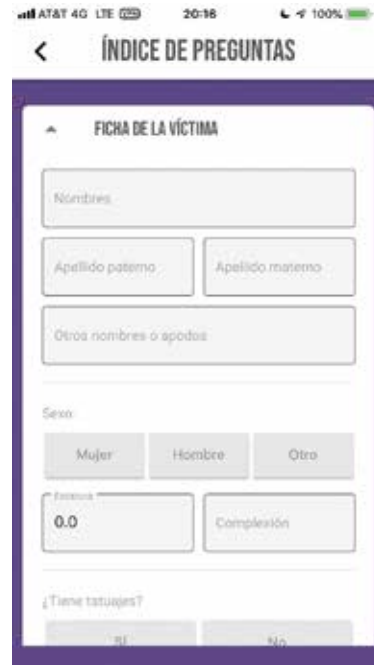 AT&T 4G LTE VPN 20:16 100%
ÍNDICE DE PREGUNTAS
FICHA DE LA VÍCTIMA
Nombres
Apellido paterno Apellido materno
Otros nombres o apodos
Sexo
Mujer Hombre Otro
Estatura
0.0 Complexión
¿Tiene tatuajes?
Sí No